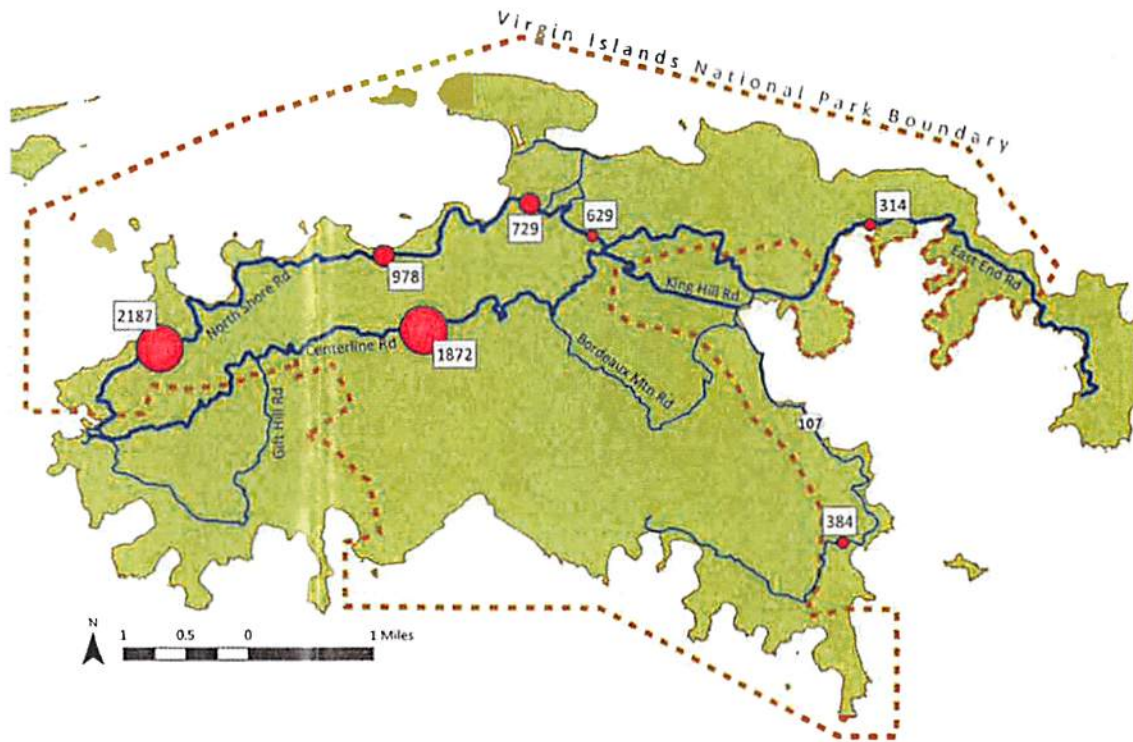 Virgin Islands National Park Boundary
314
629
729
East End Rd
978
King Hill Rd
North Shore Rd
2187
1872
Centerline Rd
Bordeaux Mtn Rd
Gift Hill Rd
107
384
N
1 0.5 0 1 Miles